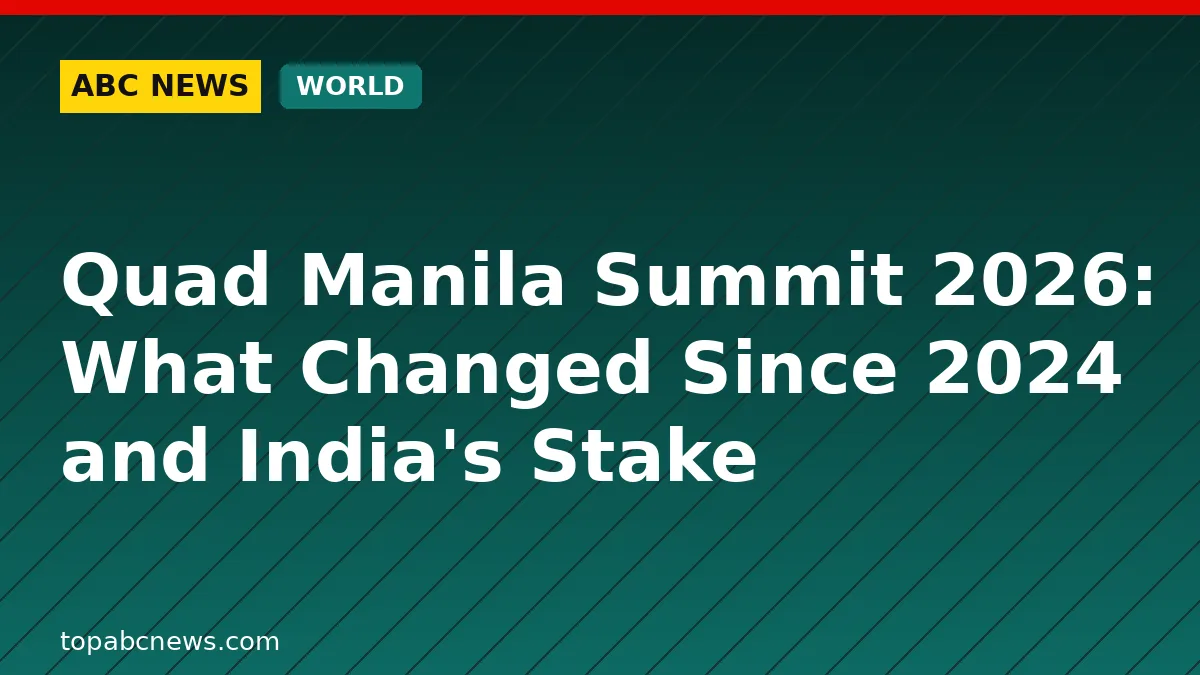 ABC NEWS WORLD
Quad Manila Summit 2026:
What Changed Since 2024
and India's Stake
topabcnews.com